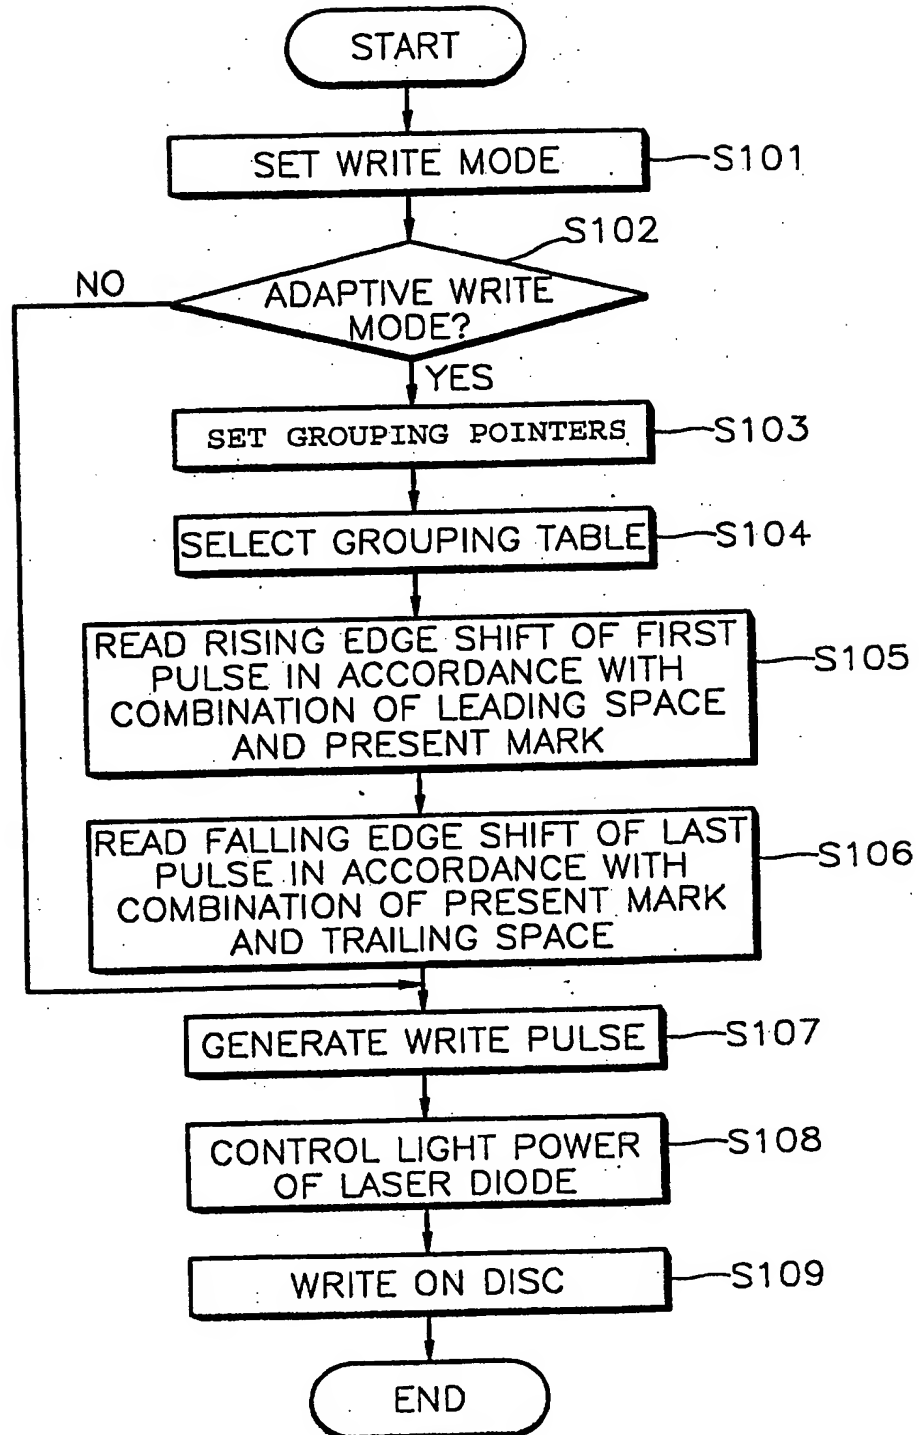 START
SET WRITE MODE
S101
S102
NO
ADAPTIVE WRITE
MODE?
YES
SET GROUPING POINTERS
S103
SELECT GROUPING TABLE
S104
READ RISING EDGE SHIFT OF FIRST
PULSE IN ACCORDANCE WITH
COMBINATION OF LEADING SPACE
AND PRESENT MARK
S105
READ FALLING EDGE SHIFT OF LAST
PULSE IN ACCORDANCE WITH
COMBINATION OF PRESENT MARK
AND TRAILING SPACE
S106
GENERATE WRITE PULSE
S107
CONTROL LIGHT POWER
OF LASER DIODE
S108
WRITE ON DISC
S109
END